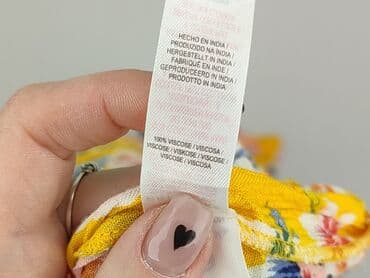 HECHO EN INDIA /
PRODUZIDO NA INDIA /
HERGESTELLT IN INDIA /
FABRIQUÉ EN INDE /
GEPRODUCEERD IN INDIA /
PRODOTTO IN INDIA
100% VISCOSE / VISCOSA /
VISCOSE / VISKOSE / VISCOSE /
VISCOSE / VISCOSA